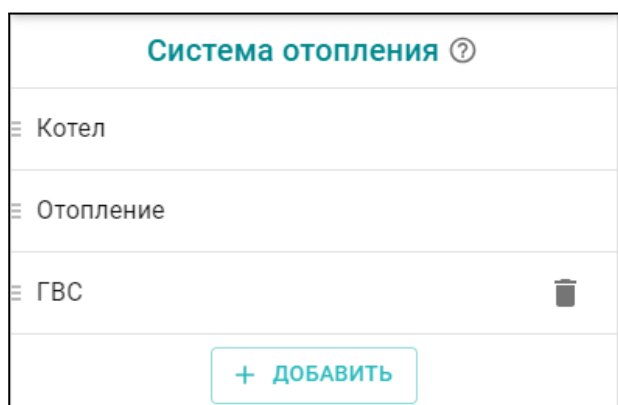 Система отопления ?
Котел
Отопление
ГВС
+ ДОБАВИТЬ